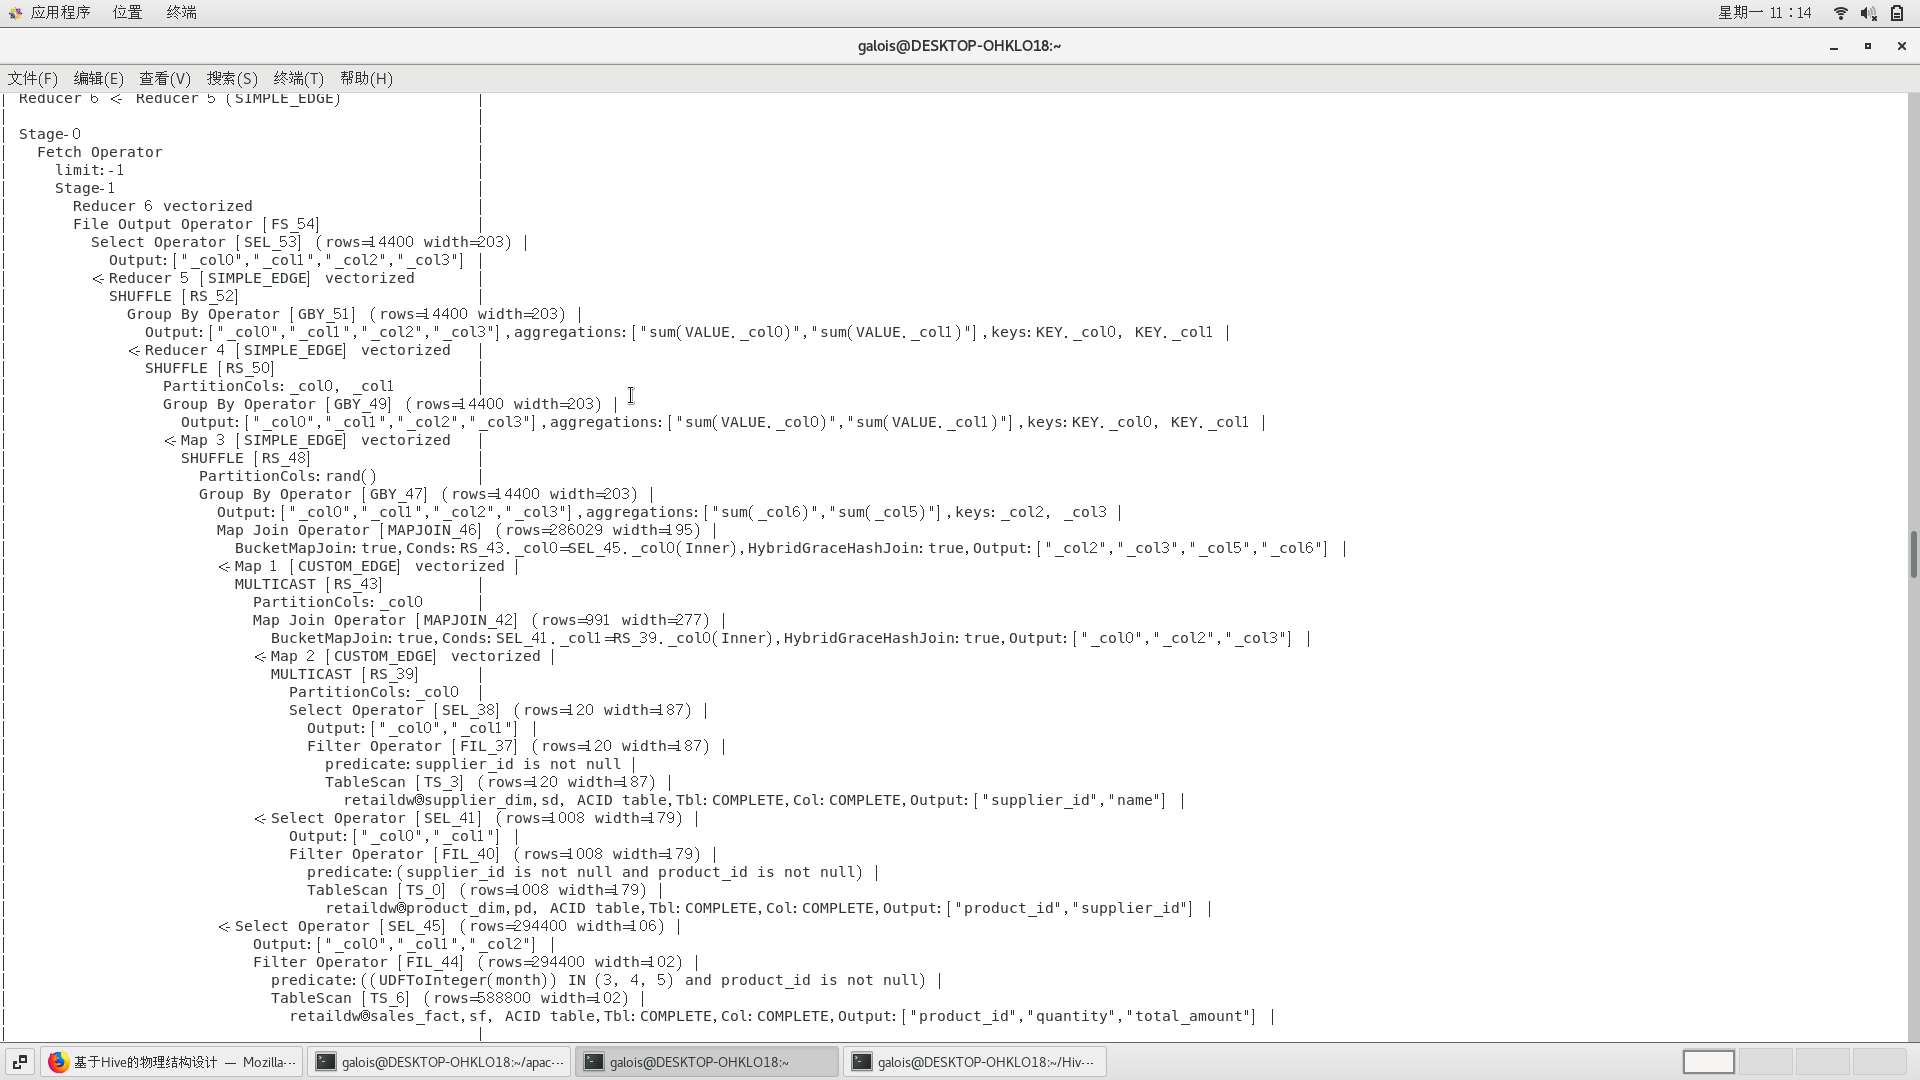 应用程序 位置 终端 星期一 11：14
galois@DESKTOP-OHKLO18:~
文件(F) 编辑(E) 查看(V) 搜索(S) 终端(T) 帮助(H)
| Reducer 6 <- Reducer 5 (SIMPLE_EDGE) |
| |
| Stage-0 |
| Fetch Operator |
| limit:-1 |
| Stage-1 |
| Reducer 6 vectorized |
| File Output Operator [FS_54] |
| Select Operator [SEL_53] (rows=14400 width=203) |
| Output:["_col0","_col1","_col2","_col3"] |
| <-Reducer 5 [SIMPLE_EDGE] vectorized |
| SHUFFLE [RS_52] |
| Group By Operator [GBY_51] (rows=14400 width=203) |
| Output:["_col0","_col1","_col2","_col3"],aggregations:["sum(VALUE._col0)","sum(VALUE._col1)"],keys:KEY._col0, KEY._col1 |
| <-Reducer 4 [SIMPLE_EDGE] vectorized |
| SHUFFLE [RS_50] |
| PartitionCols:_col0, _col1 |
| Group By Operator [GBY_49] (rows=14400 width=203) |
| Output:["_col0","_col1","_col2","_col3"],aggregations:["sum(VALUE._col0)","sum(VALUE._col1)"],keys:KEY._col0, KEY._col1 |
| <-Map 3 [SIMPLE_EDGE] vectorized |
| SHUFFLE [RS_48] |
| PartitionCols:rand() |
| Group By Operator [GBY_47] (rows=14400 width=203) |
| Output:["_col0","_col1","_col2","_col3"],aggregations:["sum(_col6)","sum(_col5)"],keys:_col2, _col3 |
| Map Join Operator [MAPJOIN_46] (rows=286029 width=195) |
| BucketMapJoin:true,Conds:RS_43._col0=SEL_45._col0(Inner),HybridGraceHashJoin:true,Output:["_col2","_col3","_col5","_col6"] |
| <-Map 1 [CUSTOM_EDGE] vectorized |
| MULTICAST [RS_43] |
| PartitionCols:_col0 |
| Map Join Operator [MAPJOIN_42] (rows=991 width=277) |
| BucketMapJoin:true,Conds:SEL_41._col1=RS_39._col0(Inner),HybridGraceHashJoin:true,Output:["_col0","_col2","_col3"] |
| <-Map 2 [CUSTOM_EDGE] vectorized |
| MULTICAST [RS_39] |
| PartitionCols:_col0 |
| Select Operator [SEL_38] (rows=120 width=187) |
| Output:["_col0","_col1"] |
| Filter Operator [FIL_37] (rows=120 width=187) |
| predicate:supplier_id is not null |
| TableScan [TS_3] (rows=120 width=187) |
| retaildw@supplier_dim,sd, ACID table,Tbl:COMPLETE,Col:COMPLETE,Output:["supplier_id","name"] |
| <-Select Operator [SEL_41] (rows=1008 width=179) |
| Output:["_col0","_col1"] |
| Filter Operator [FIL_40] (rows=1008 width=179) |
| predicate:(supplier_id is not null and product_id is not null) |
| TableScan [TS_0] (rows=1008 width=179) |
| retaildw@product_dim,pd, ACID table,Tbl:COMPLETE,Col:COMPLETE,Output:["product_id","supplier_id"] |
| <-Select Operator [SEL_45] (rows=294400 width=106) |
| Output:["_col0","_col1","_col2"] |
| Filter Operator [FIL_44] (rows=294400 width=102) |
| predicate:((UDFToInteger(month)) IN (3, 4, 5) and product_id is not null) |
| TableScan [TS_6] (rows=588800 width=102) |
| retaildw@sales_fact,sf, ACID table,Tbl:COMPLETE,Col:COMPLETE,Output:["product_id","quantity","total_amount"] |
| |
基于Hive的物理结构设计 — Mozilla··· galois@DESKTOP-OHKLO18:~/apac··· galois@DESKTOP-OHKLO18:~ galois@DESKTOP-OHKLO18:~/Hiv···